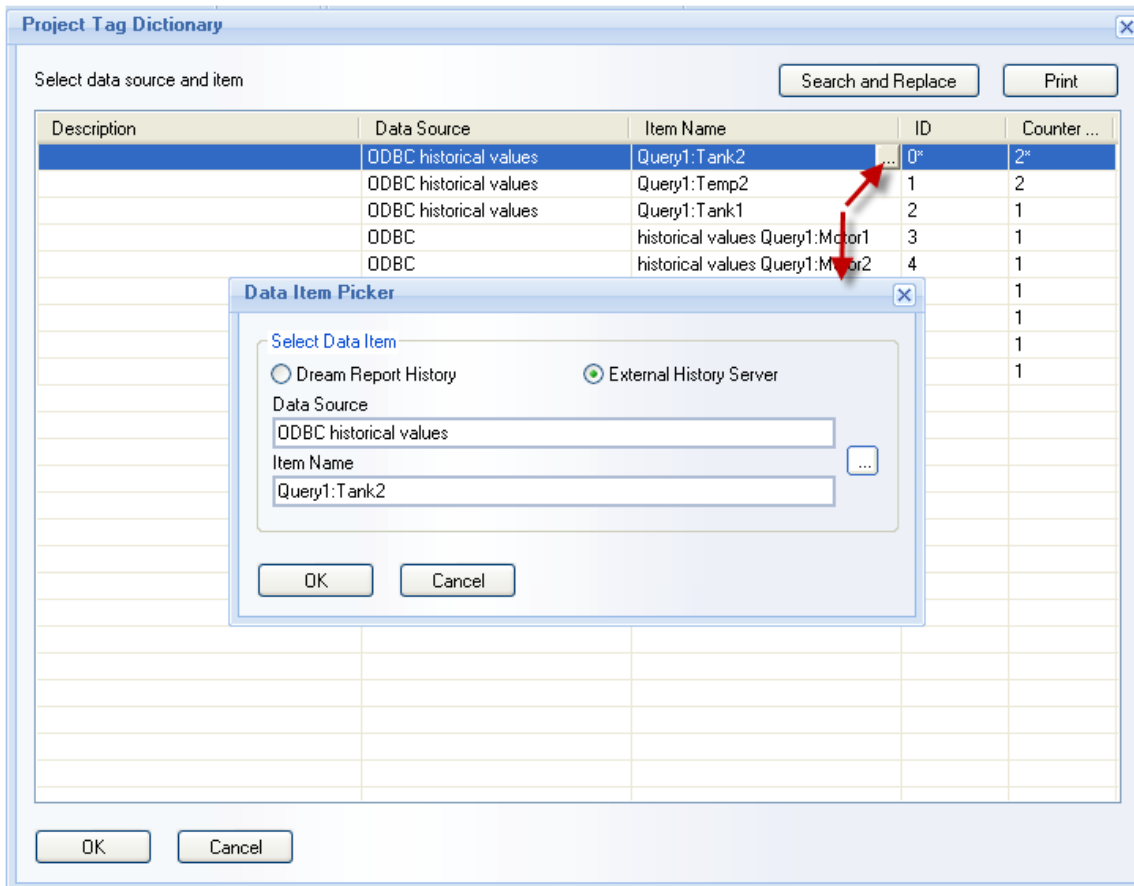 Project Tag Dictionary
Select data source and item Search and Replace Print
Description Data Source Item Name ID Counter ...
ODBC historical values Query1:Tank2 ... 0* 2*
ODBC historical values Query1:Temp2 1 2
ODBC historical values Query1:Tank1 2 1
ODBC historical values Query1:Motor1 3 1
ODBC historical values Query1:Motor2 4 1
Data Item Picker
1
1
1
1
Select Data Item
Dream Report History External History Server
Data Source
ODBC historical values
Item Name
...
Query1:Tank2
OK Cancel
OK Cancel